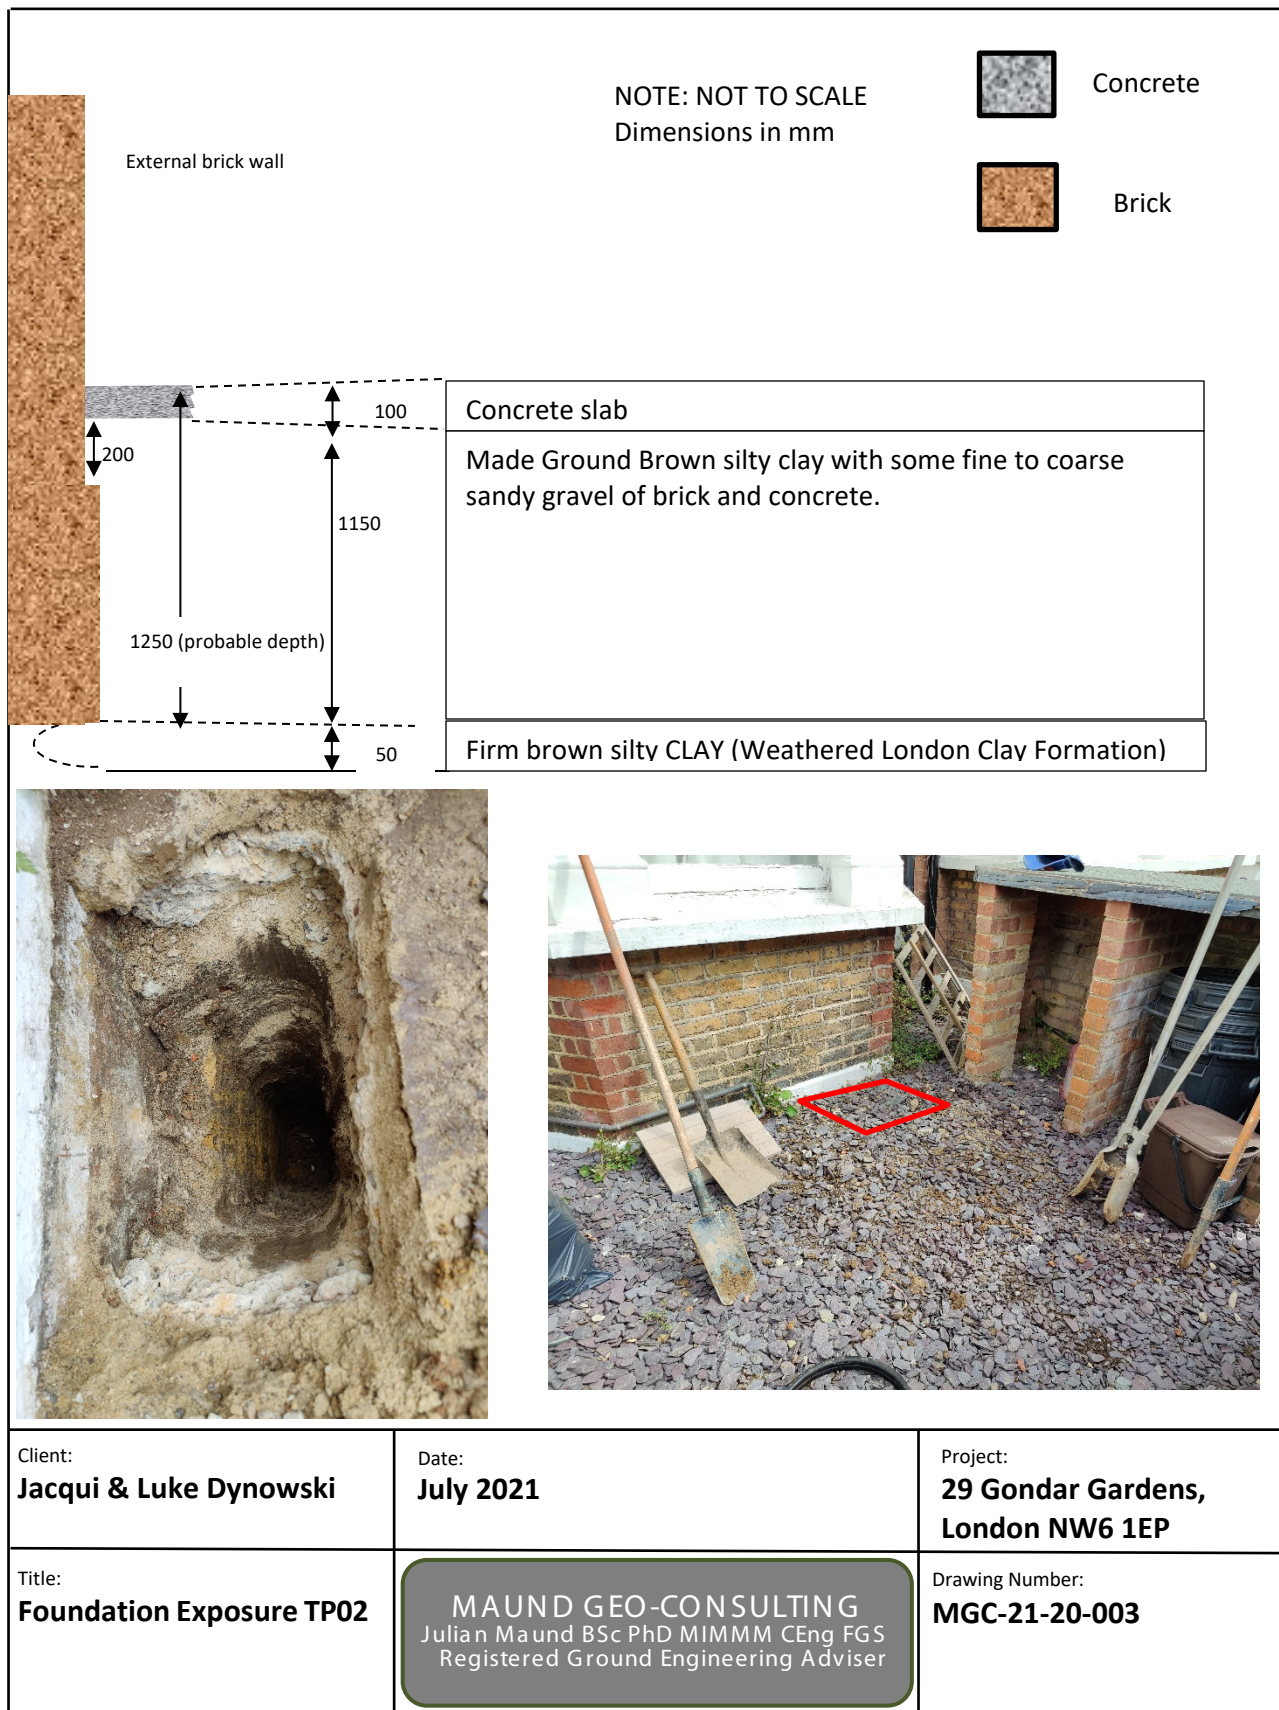 NOTE: NOT TO SCALE
Dimensions in mm
Concrete
External brick wall
Brick
100
200
1150
1250 (probable depth)
50
Concrete slab
Made Ground Brown silty clay with some fine to coarse
sandy gravel of brick and concrete.
Firm brown silty CLAY (Weathered London Clay Formation)
Client:
Jacqui & Luke Dynowski
Date:
July 2021
Project:
29 Gondar Gardens,
London NW6 1EP
Title:
Foundation Exposure TP02
MAUND GEO-CONSULTING
Julian Maund BSc PhD MIMMM CEng FGS
Registered Ground Engineering Adviser
Drawing Number:
MGC-21-20-003